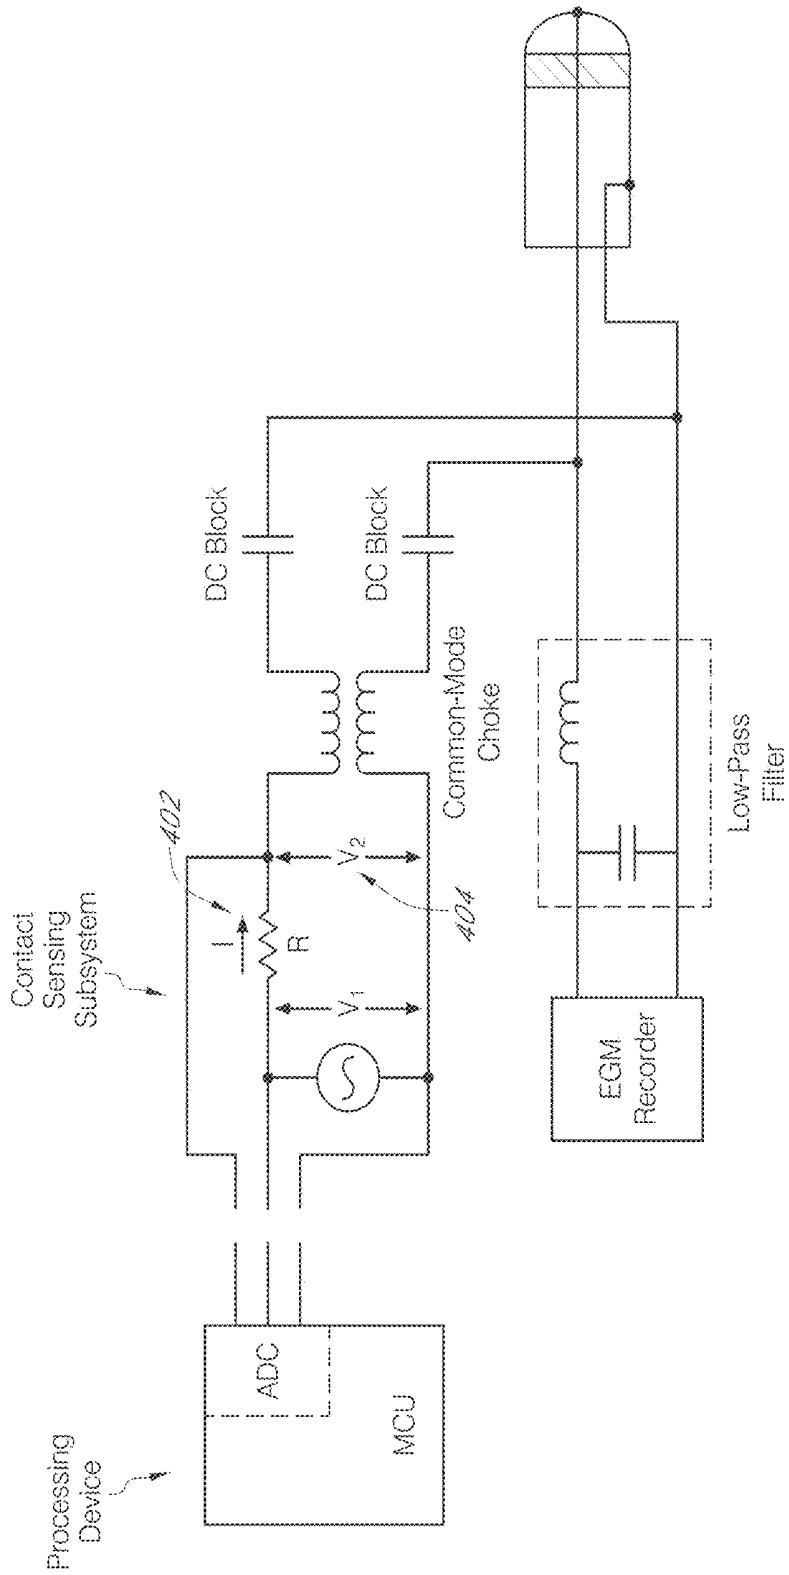 Processing
Device
MCU
ADC
Contact
Sensing
Subsystem
I
R
V1
V2
402
404
Common-Mode
Choke
DC Block
DC Block
EGM
Recorder
Low-Pass
Filter